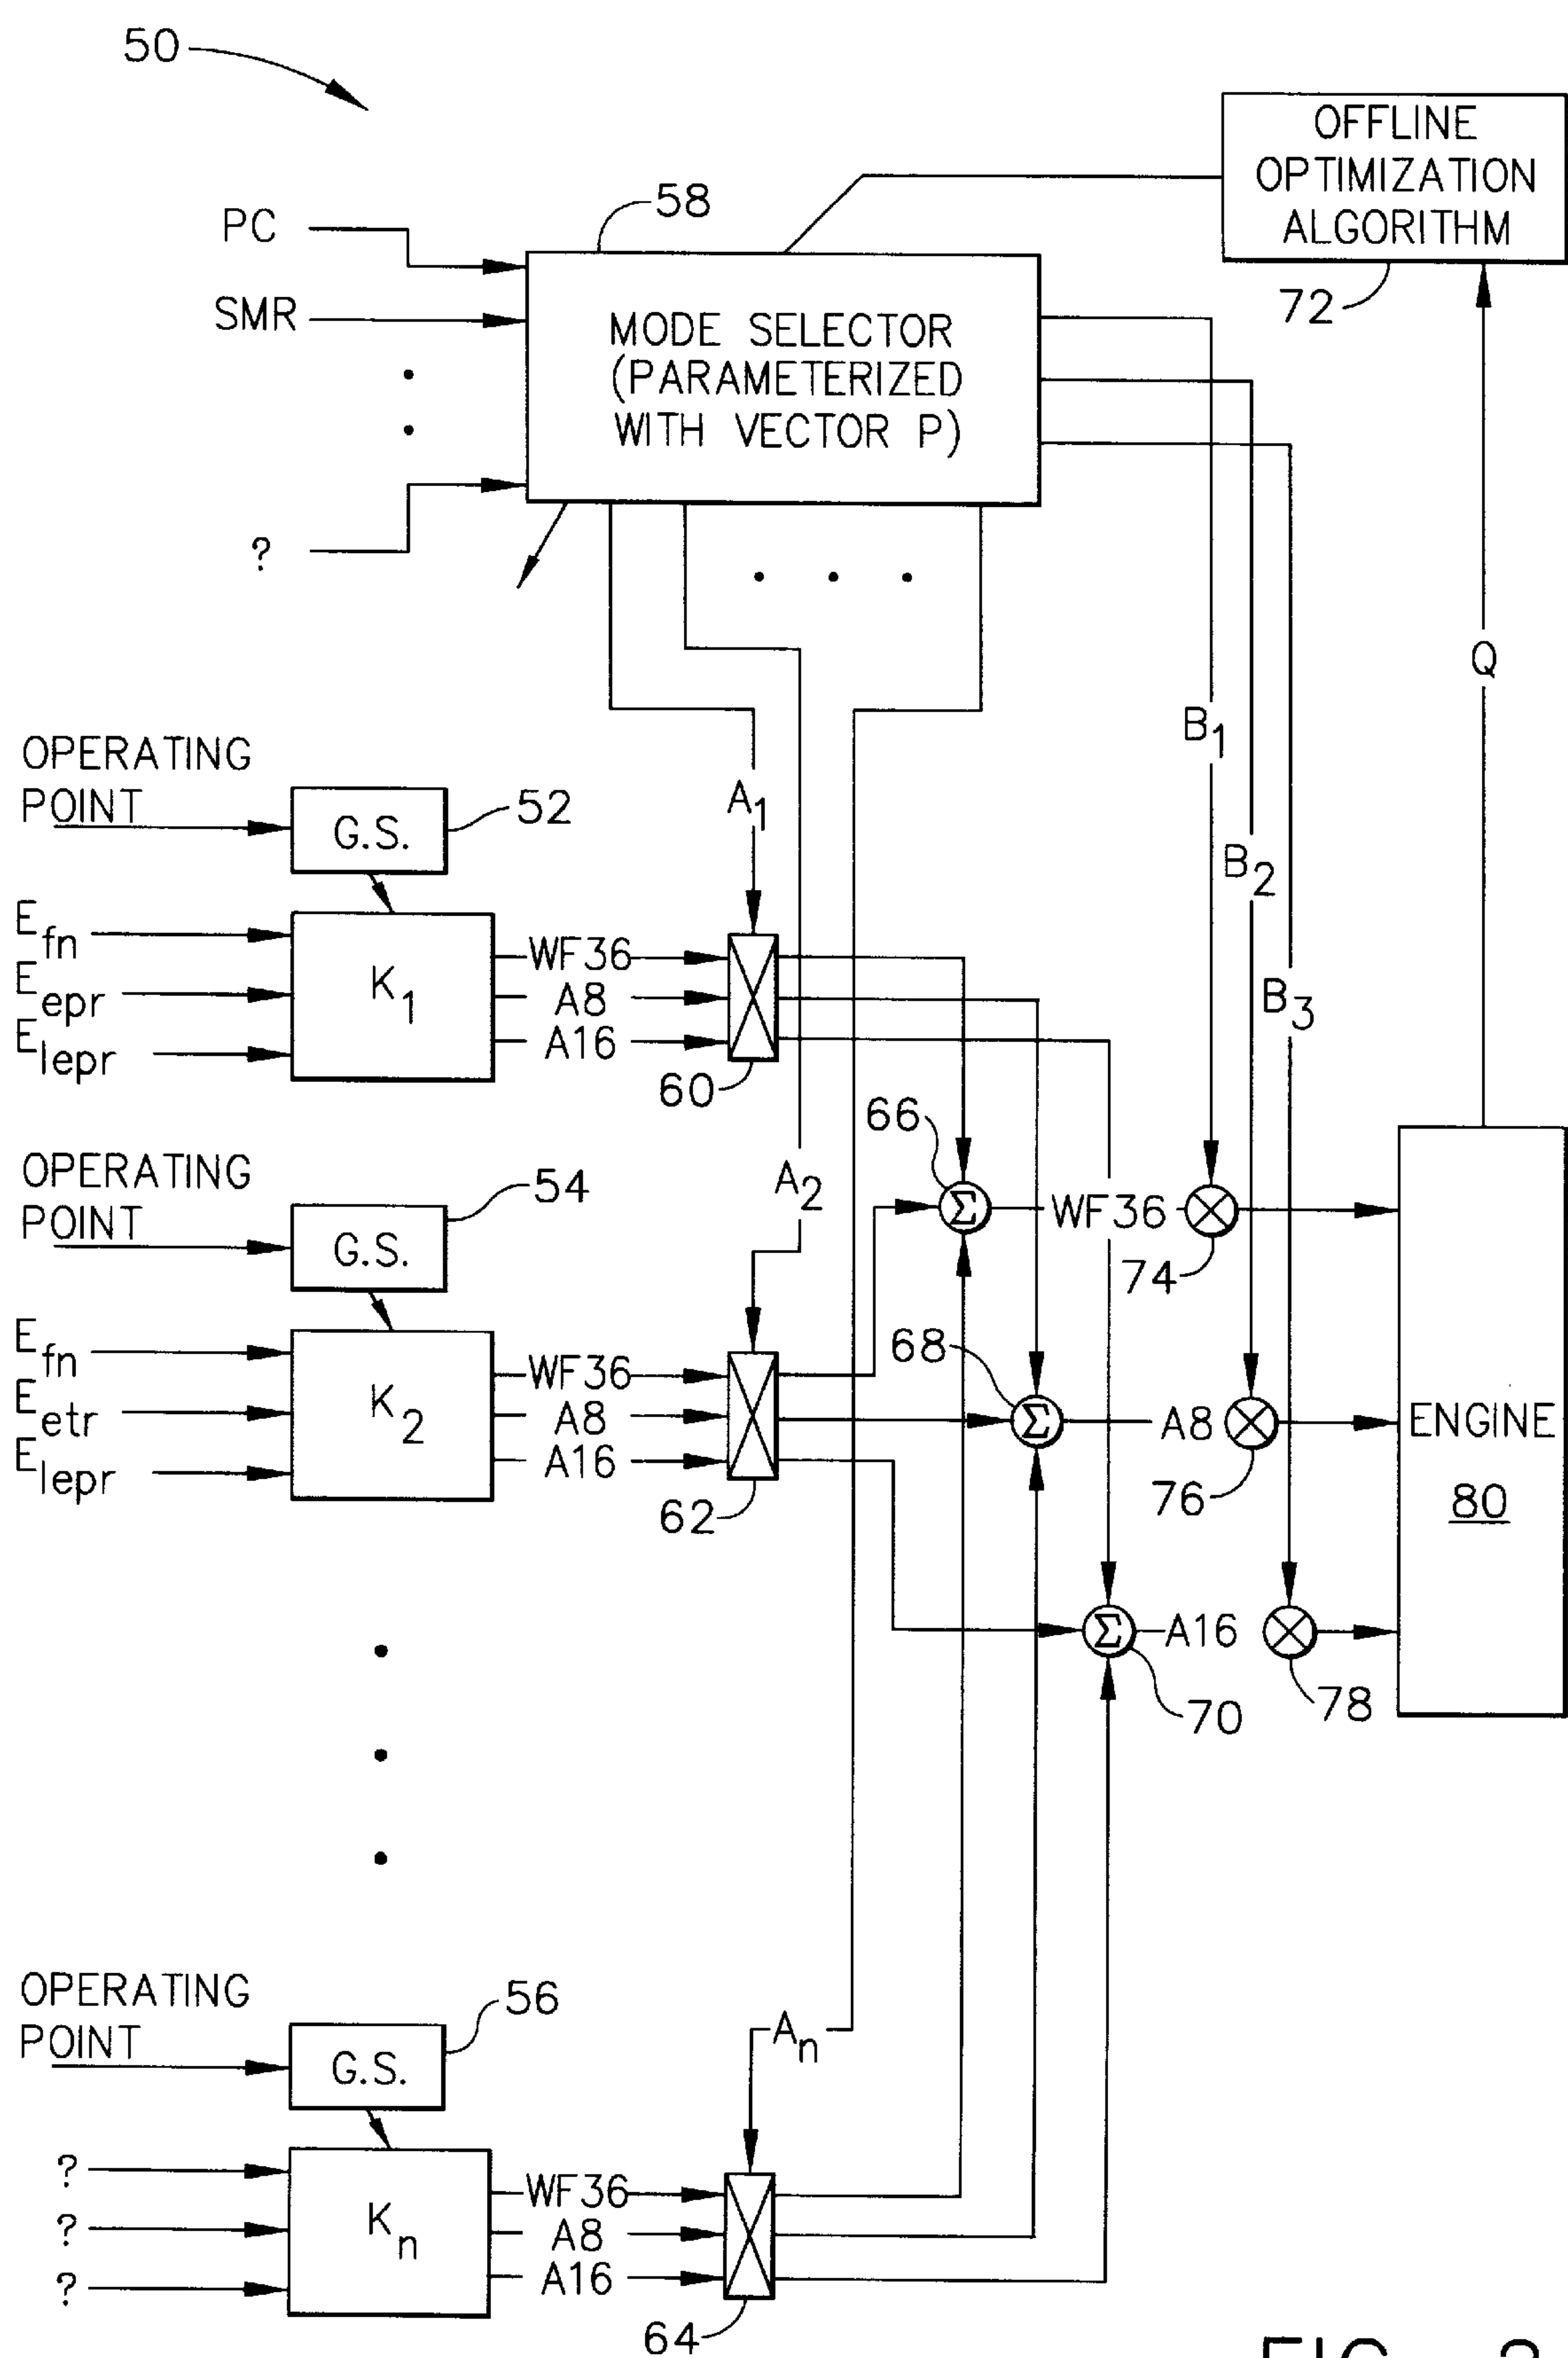 50
OFFLINE
OPTIMIZATION
ALGORITHM
72
58
PC
SMR
?
MODE SELECTOR
(PARAMETERIZED
WITH VECTOR P)
Q
B1
B2
B3
OPERATING
POINT
G.S.
52
A1
Efn
Eepr
Elepr
K1
WF36
A8
A16
60
66
OPERATING
POINT
G.S.
54
A2
Σ
WF36
74
Efn
Eetr
Elepr
K2
WF36
A8
A16
62
68
Σ
A8
76
ENGINE
80
Σ
A16
70
78
OPERATING
POINT
G.S.
56
An
?
?
?
Kn
WF36
A8
A16
64